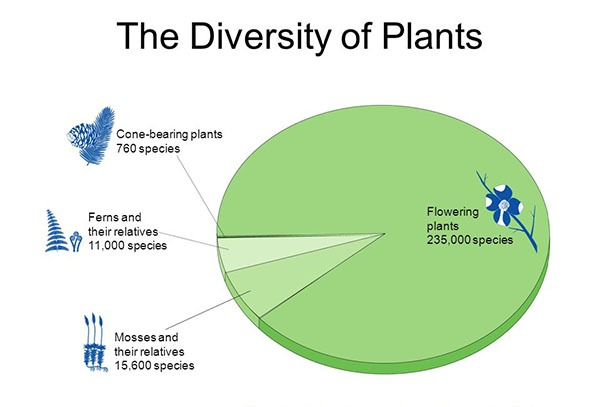 The Diversity of Plants
Cone-bearing plants
760 species
Ferns and
their relatives
11,000 species
Mosses and
their relatives
15,600 species
Flowering
plants
235,000 species